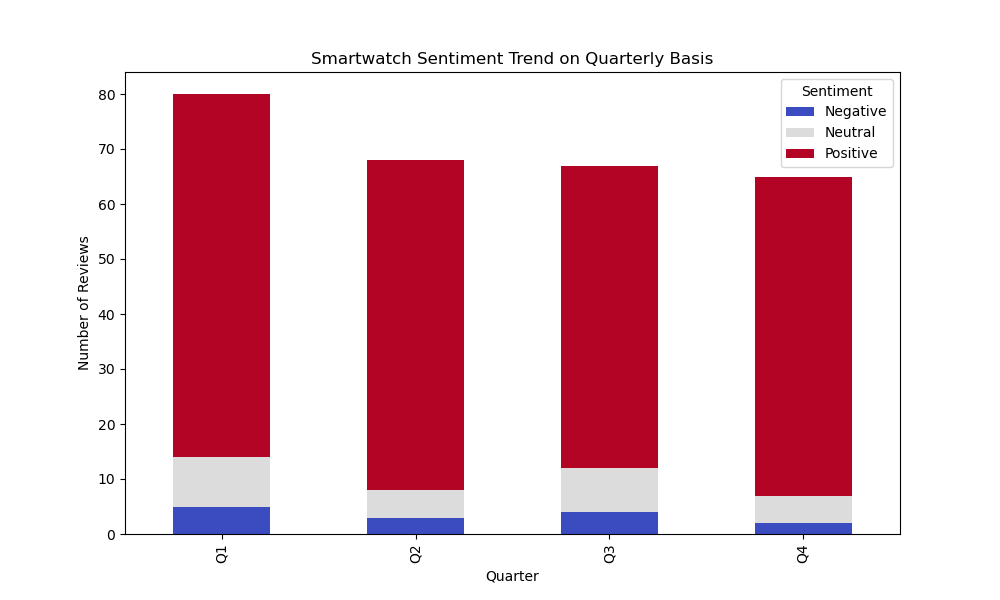 Smartwatch Sentiment Trend on Quarterly Basis
Sentiment
Negative
Neutral
Positive
Number of Reviews
80
70
60
50
40
30
20
10
0
Q1
Q2
Q3
Q4
Quarter